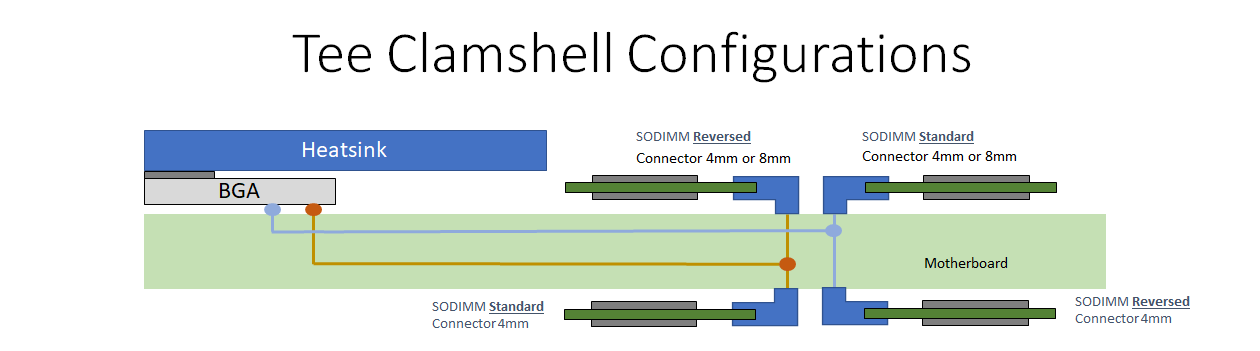 Tee Clamshell Configurations
Heatsink
BGA
SODIMM Reversed
Connector 4mm or 8mm
SODIMM Standard
Connector 4mm or 8mm
Motherboard
SODIMM Standard
Connector 4mm
SODIMM Reversed
Connector 4mm